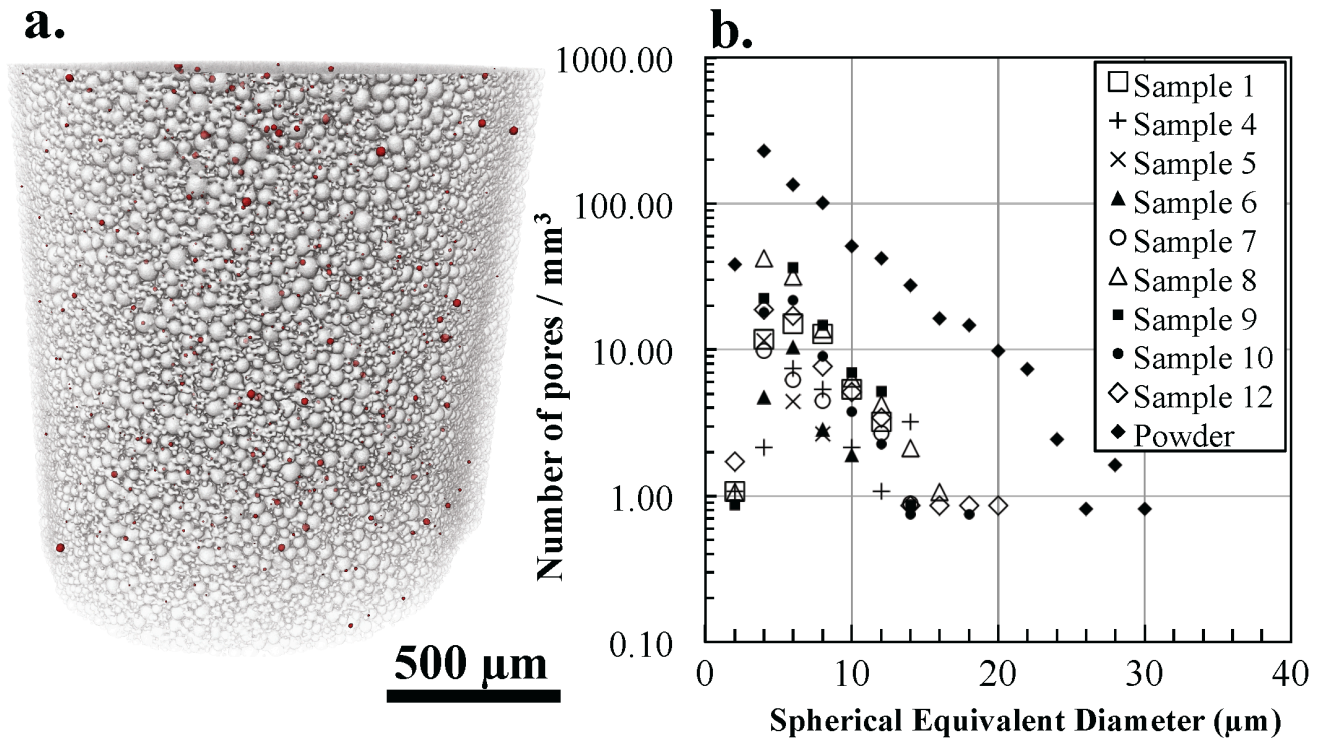 a.
500 µm
b.
Number of pores / mm³
1000.00
100.00
10.00
1.00
0.10
0
10
20
30
40
Spherical Equivalent Diameter (µm)
Sample 1
Sample 4
Sample 5
Sample 6
Sample 7
Sample 8
Sample 9
Sample 10
Sample 12
Powder